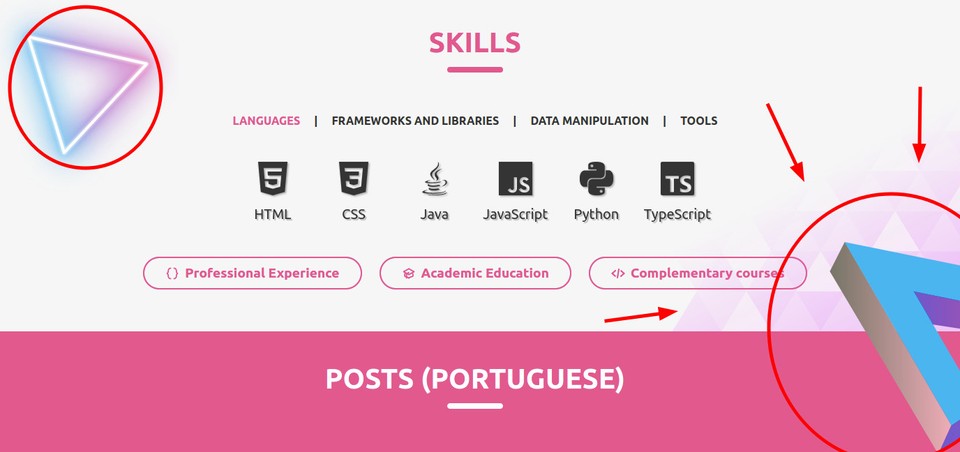 SKILLS
LANGUAGES | FRAMEWORKS AND LIBRARIES | DATA MANIPULATION | TOOLS
5 3 JS TS
HTML CSS Java JavaScript Python TypeScript
{} Professional Experience Academic Education </> Complementary courses
POSTS (PORTUGUESE)